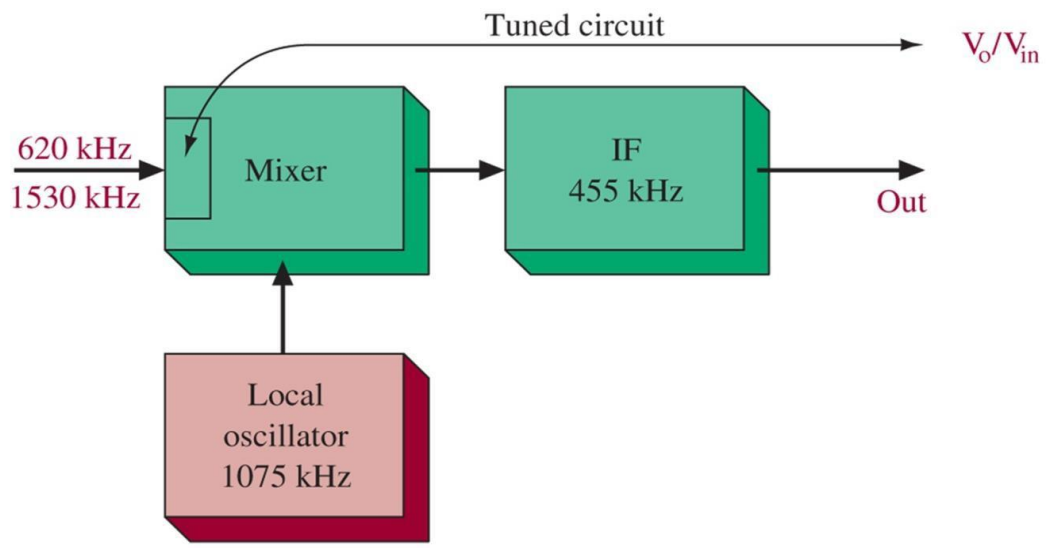 Tuned circuit
Vo/Vin
620 kHz
1530 kHz
Mixer
IF
455 kHz
Out
Local
oscillator
1075 kHz